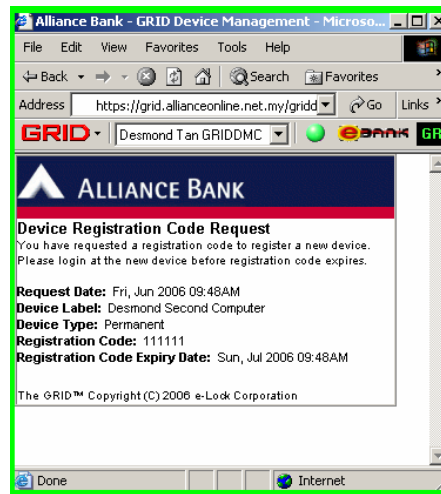 Alliance Bank - GRID Device Management - Microso...
File Edit View Favorites Tools Help
Back Search Favorites
Address https://grid.allianceonline.net.my/gridd Go Links
GRID Desmond Tan GRIDDMC eBANK GR
ALLIANCE BANK
Device Registration Code Request
You have requested a registration code to register a new device.
Please login at the new device before registration code expires.
Request Date: Fri, Jun 2006 09:48AM
Device Label: Desmond Second Computer
Device Type: Permanent
Registration Code: 111111
Registration Code Expiry Date: Sun, Jul 2006 09:48AM
The GRID™ Copyright (C) 2006 e-Lock Corporation
Done Internet